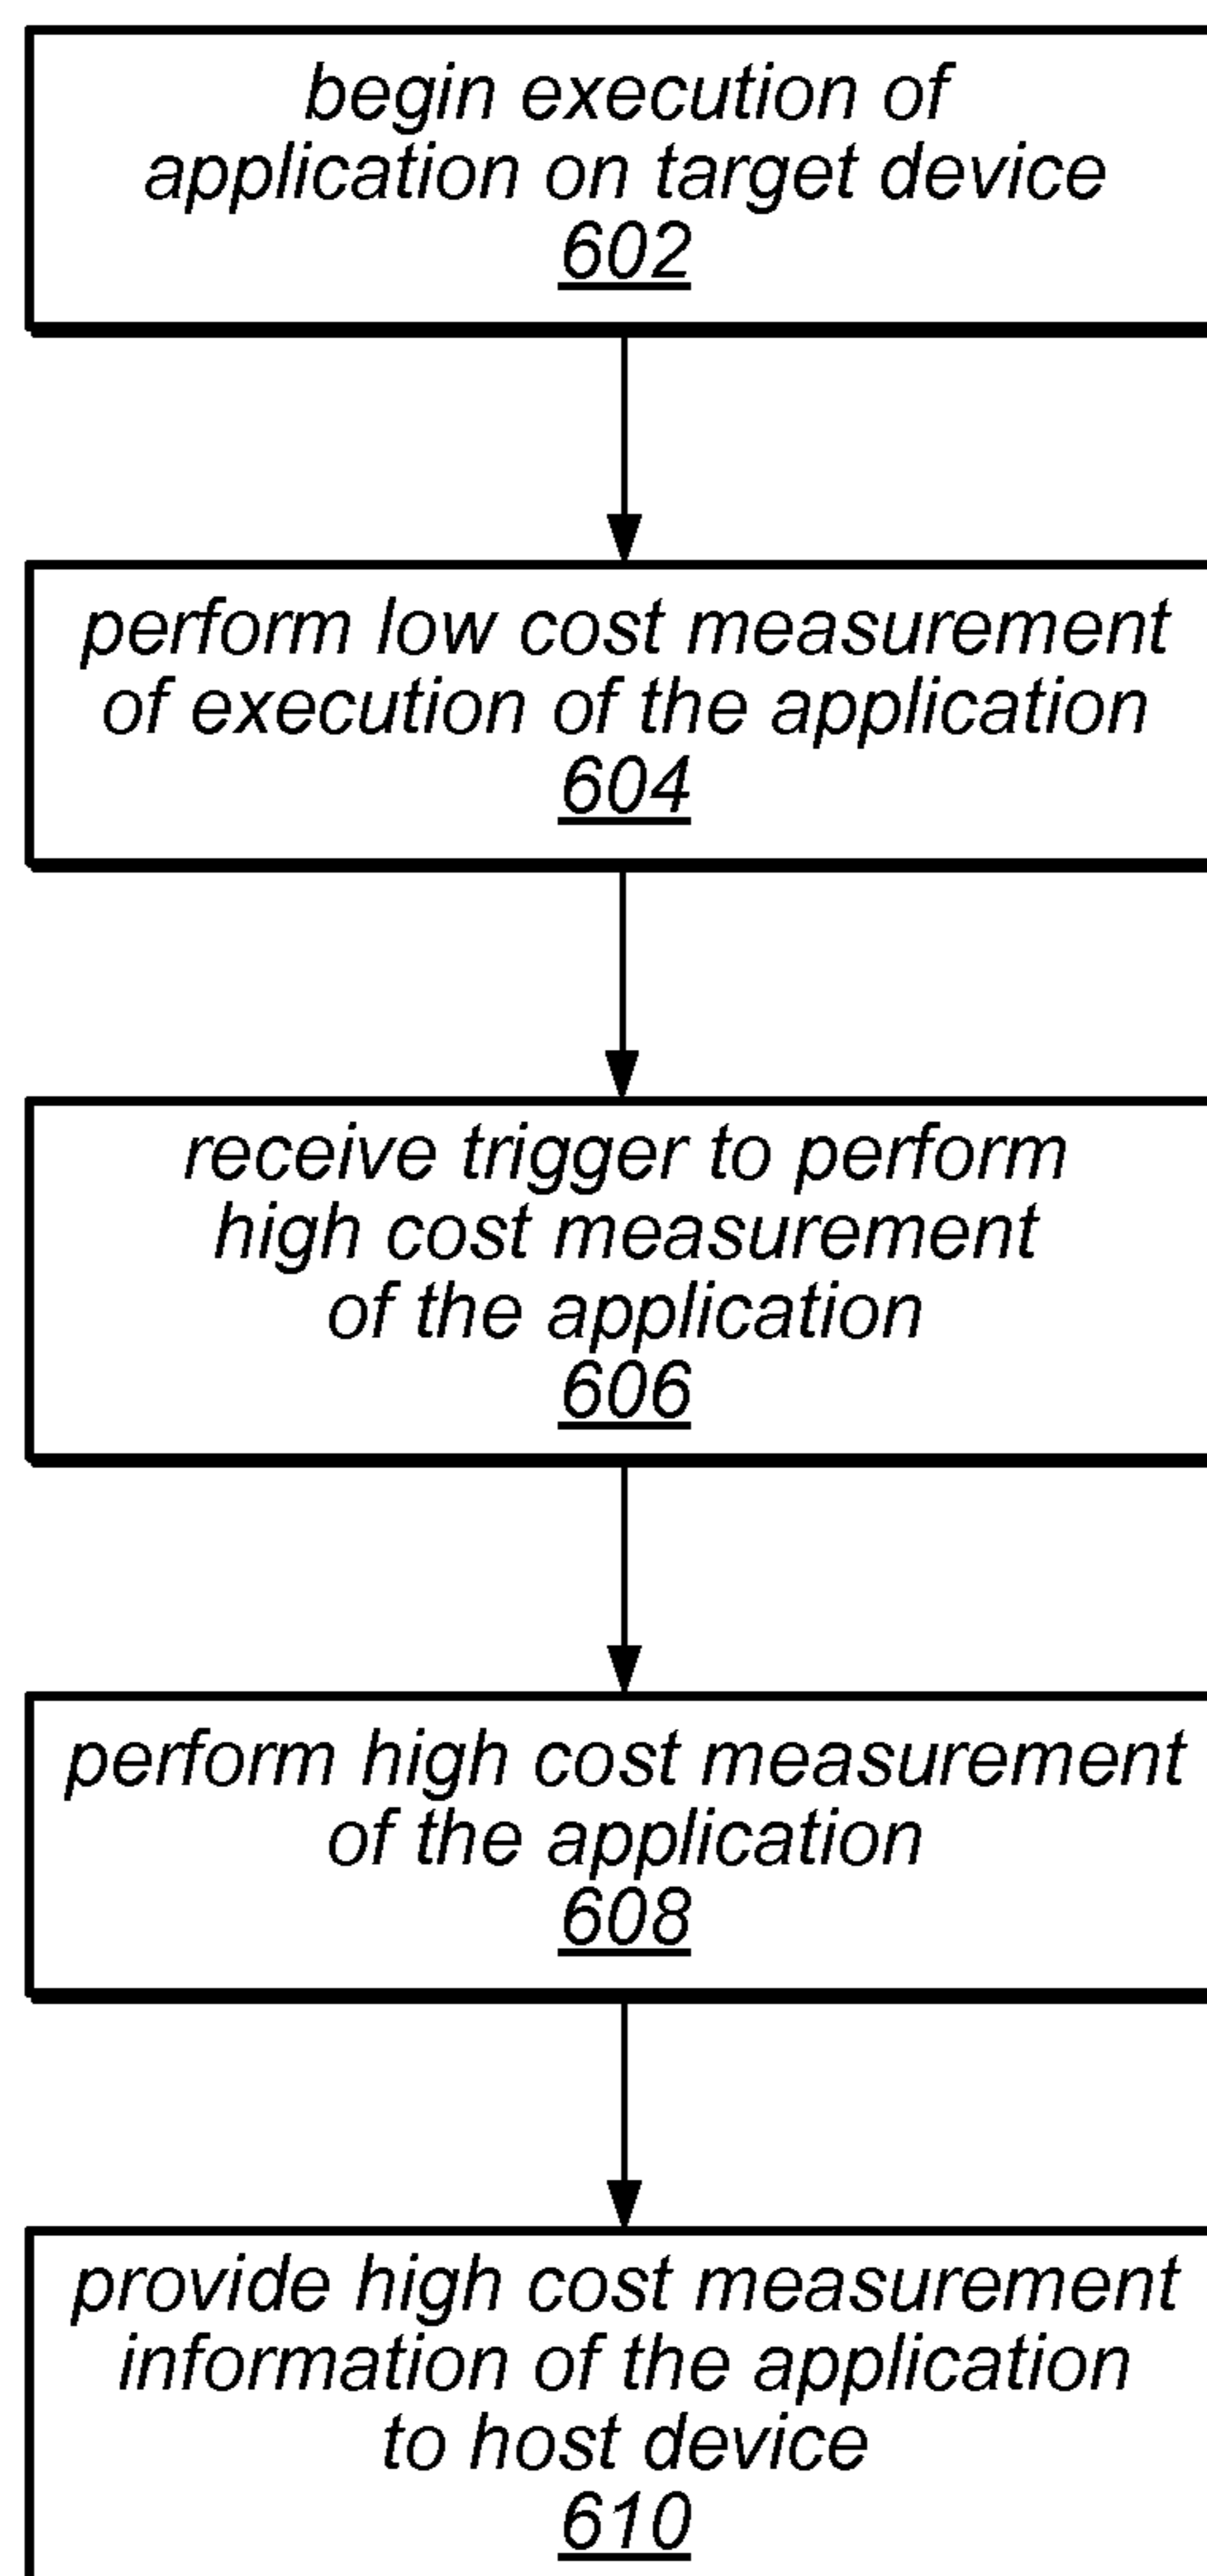 begin execution of
application on target device
602
perform low cost measurement
of execution of the application
604
receive trigger to perform
high cost measurement
of the application
606
perform high cost measurement
of the application
608
provide high cost measurement
information of the application
to host device
610